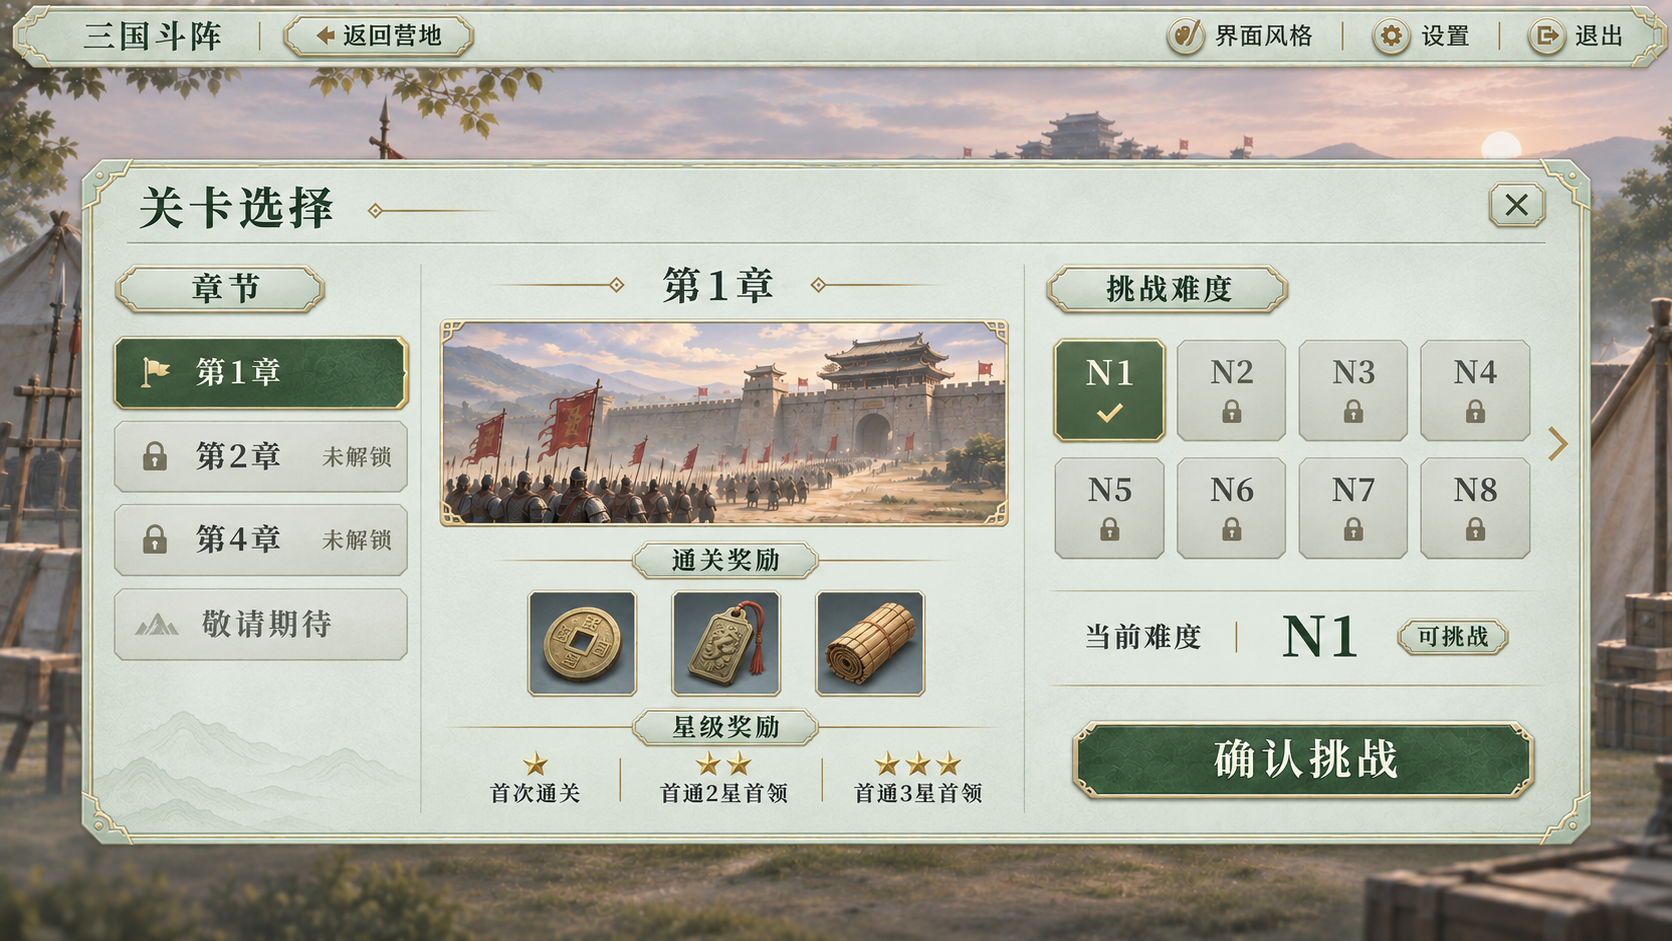 三国斗阵
返回营地
界面风格
设置
退出
关卡选择
章节
第1章
第2章 未解锁
第4章 未解锁
敬请期待
第1章
通关奖励
星级奖励
首次通关
首通2星首领
首通3星首领
挑战难度
N1
N2
N3
N4
N5
N6
N7
N8
当前难度
N1
可挑战
确认挑战